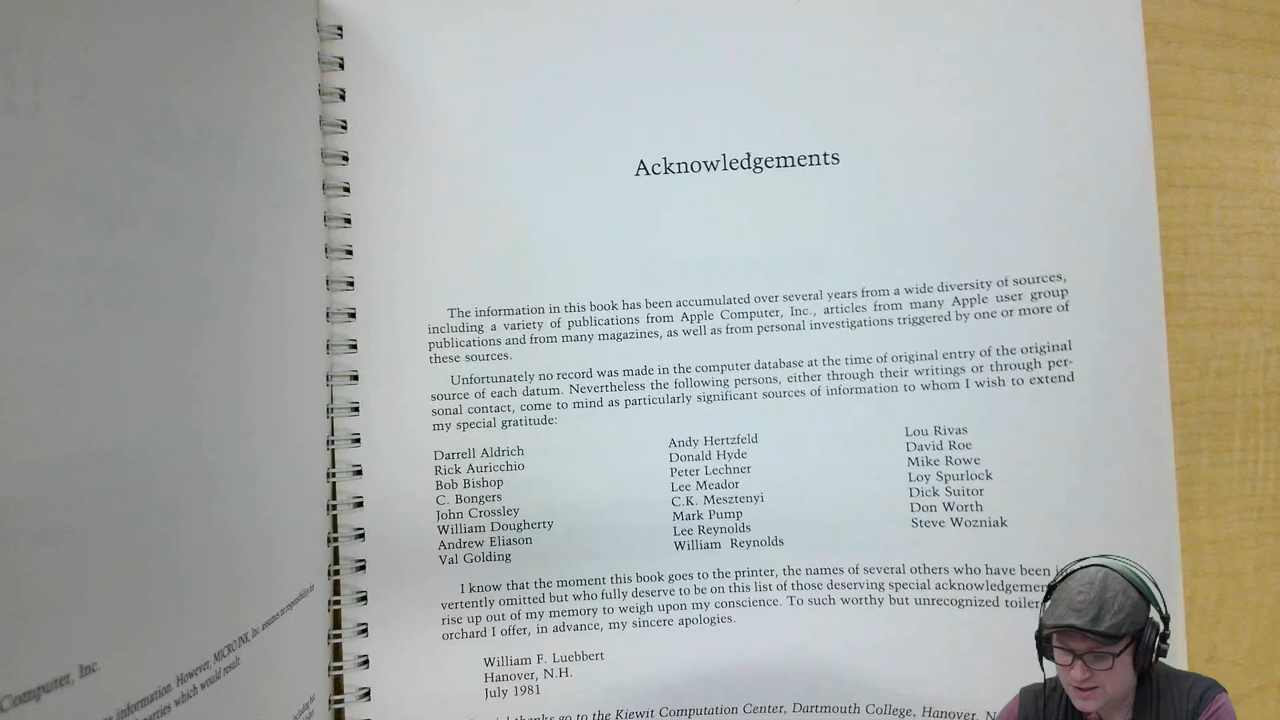 Computer, Inc.
information. However, MICRO INK, Inc. assumes no responsibility for
parties which would result
Acknowledgements
The information in this book has been accumulated over several years from a wide diversity of sources,
including a variety of publications from Apple Computer, Inc., articles from many Apple user group
publications and from many magazines, as well as from personal investigations triggered by one or more of
these sources.
Unfortunately no record was made in the computer database at the time of original entry of the original
source of each datum. Nevertheless the following persons, either through their writings or through per-
sonal contact, come to mind as particularly significant sources of information to whom I wish to extend
my special gratitude:
Darrell Aldrich
Rick Auricchio
Bob Bishop
C. Bongers
John Crossley
William Dougherty
Andrew Eliason
Val Golding
Andy Hertzfeld
Donald Hyde
Peter Lechner
Lee Meador
C.K. Mesztenyi
Mark Pump
Lee Reynolds
William Reynolds
Lou Rivas
David Roe
Mike Rowe
Loy Spurlock
Dick Suitor
Don Worth
Steve Wozniak
I know that the moment this book goes to the printer, the names of several others who have been
vertently omitted but who fully deserve to be on this list of those deserving special
rise up out of my memory to weigh upon my conscience. To such worthy but unrecognized
orchard I offer, in advance, my sincere apologies.
William F. Luebbert
Hanover, N.H.
July 1981
thanks go to the Kiewit Computation Center, Dartmouth College, Hanover, N